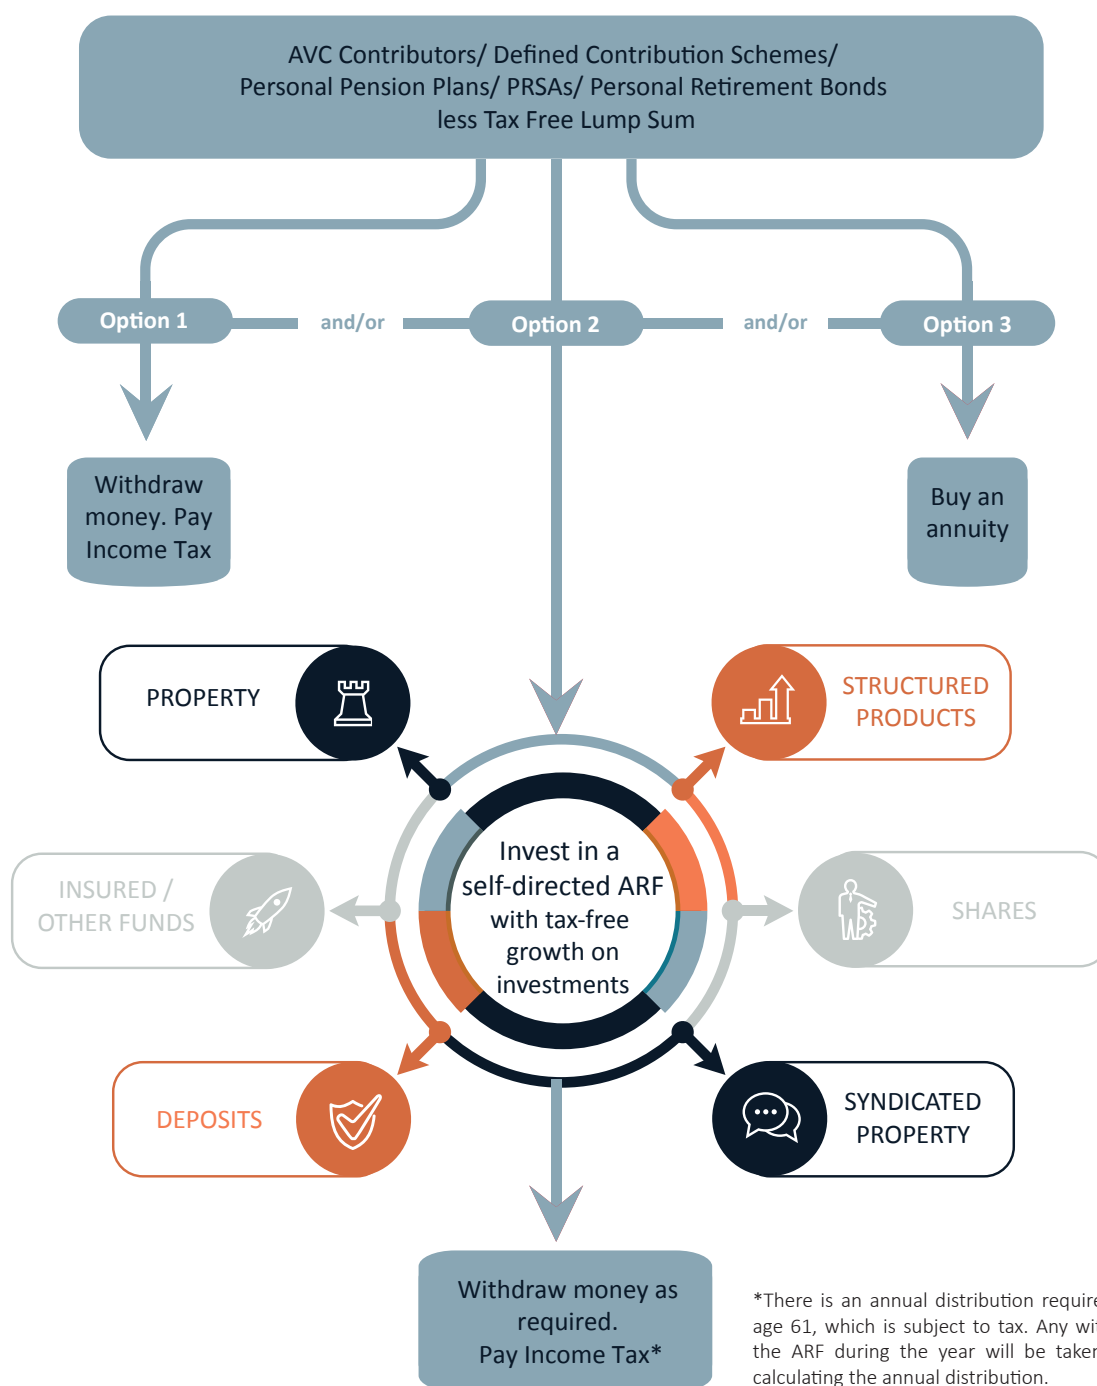 AVC Contributors/ Defined Contribution Schemes/
Personal Pension Plans/ PRSAs/ Personal Retirement Bonds
less Tax Free Lump Sum
Option 1
and/or
Option 2
and/or
Option 3
Withdraw
money. Pay
Income Tax
Buy an
annuity
PROPERTY
STRUCTURED
PRODUCTS
INSURED /
OTHER FUNDS
Invest in a
self-directed ARF
with tax-free
growth on
investments
SHARES
DEPOSITS
SYNDICATED
PROPERTY
Withdraw money as
required.
Pay Income Tax*
*There is an annual distribution require
age 61, which is subject to tax. Any wit
the ARF during the year will be taken
calculating the annual distribution.